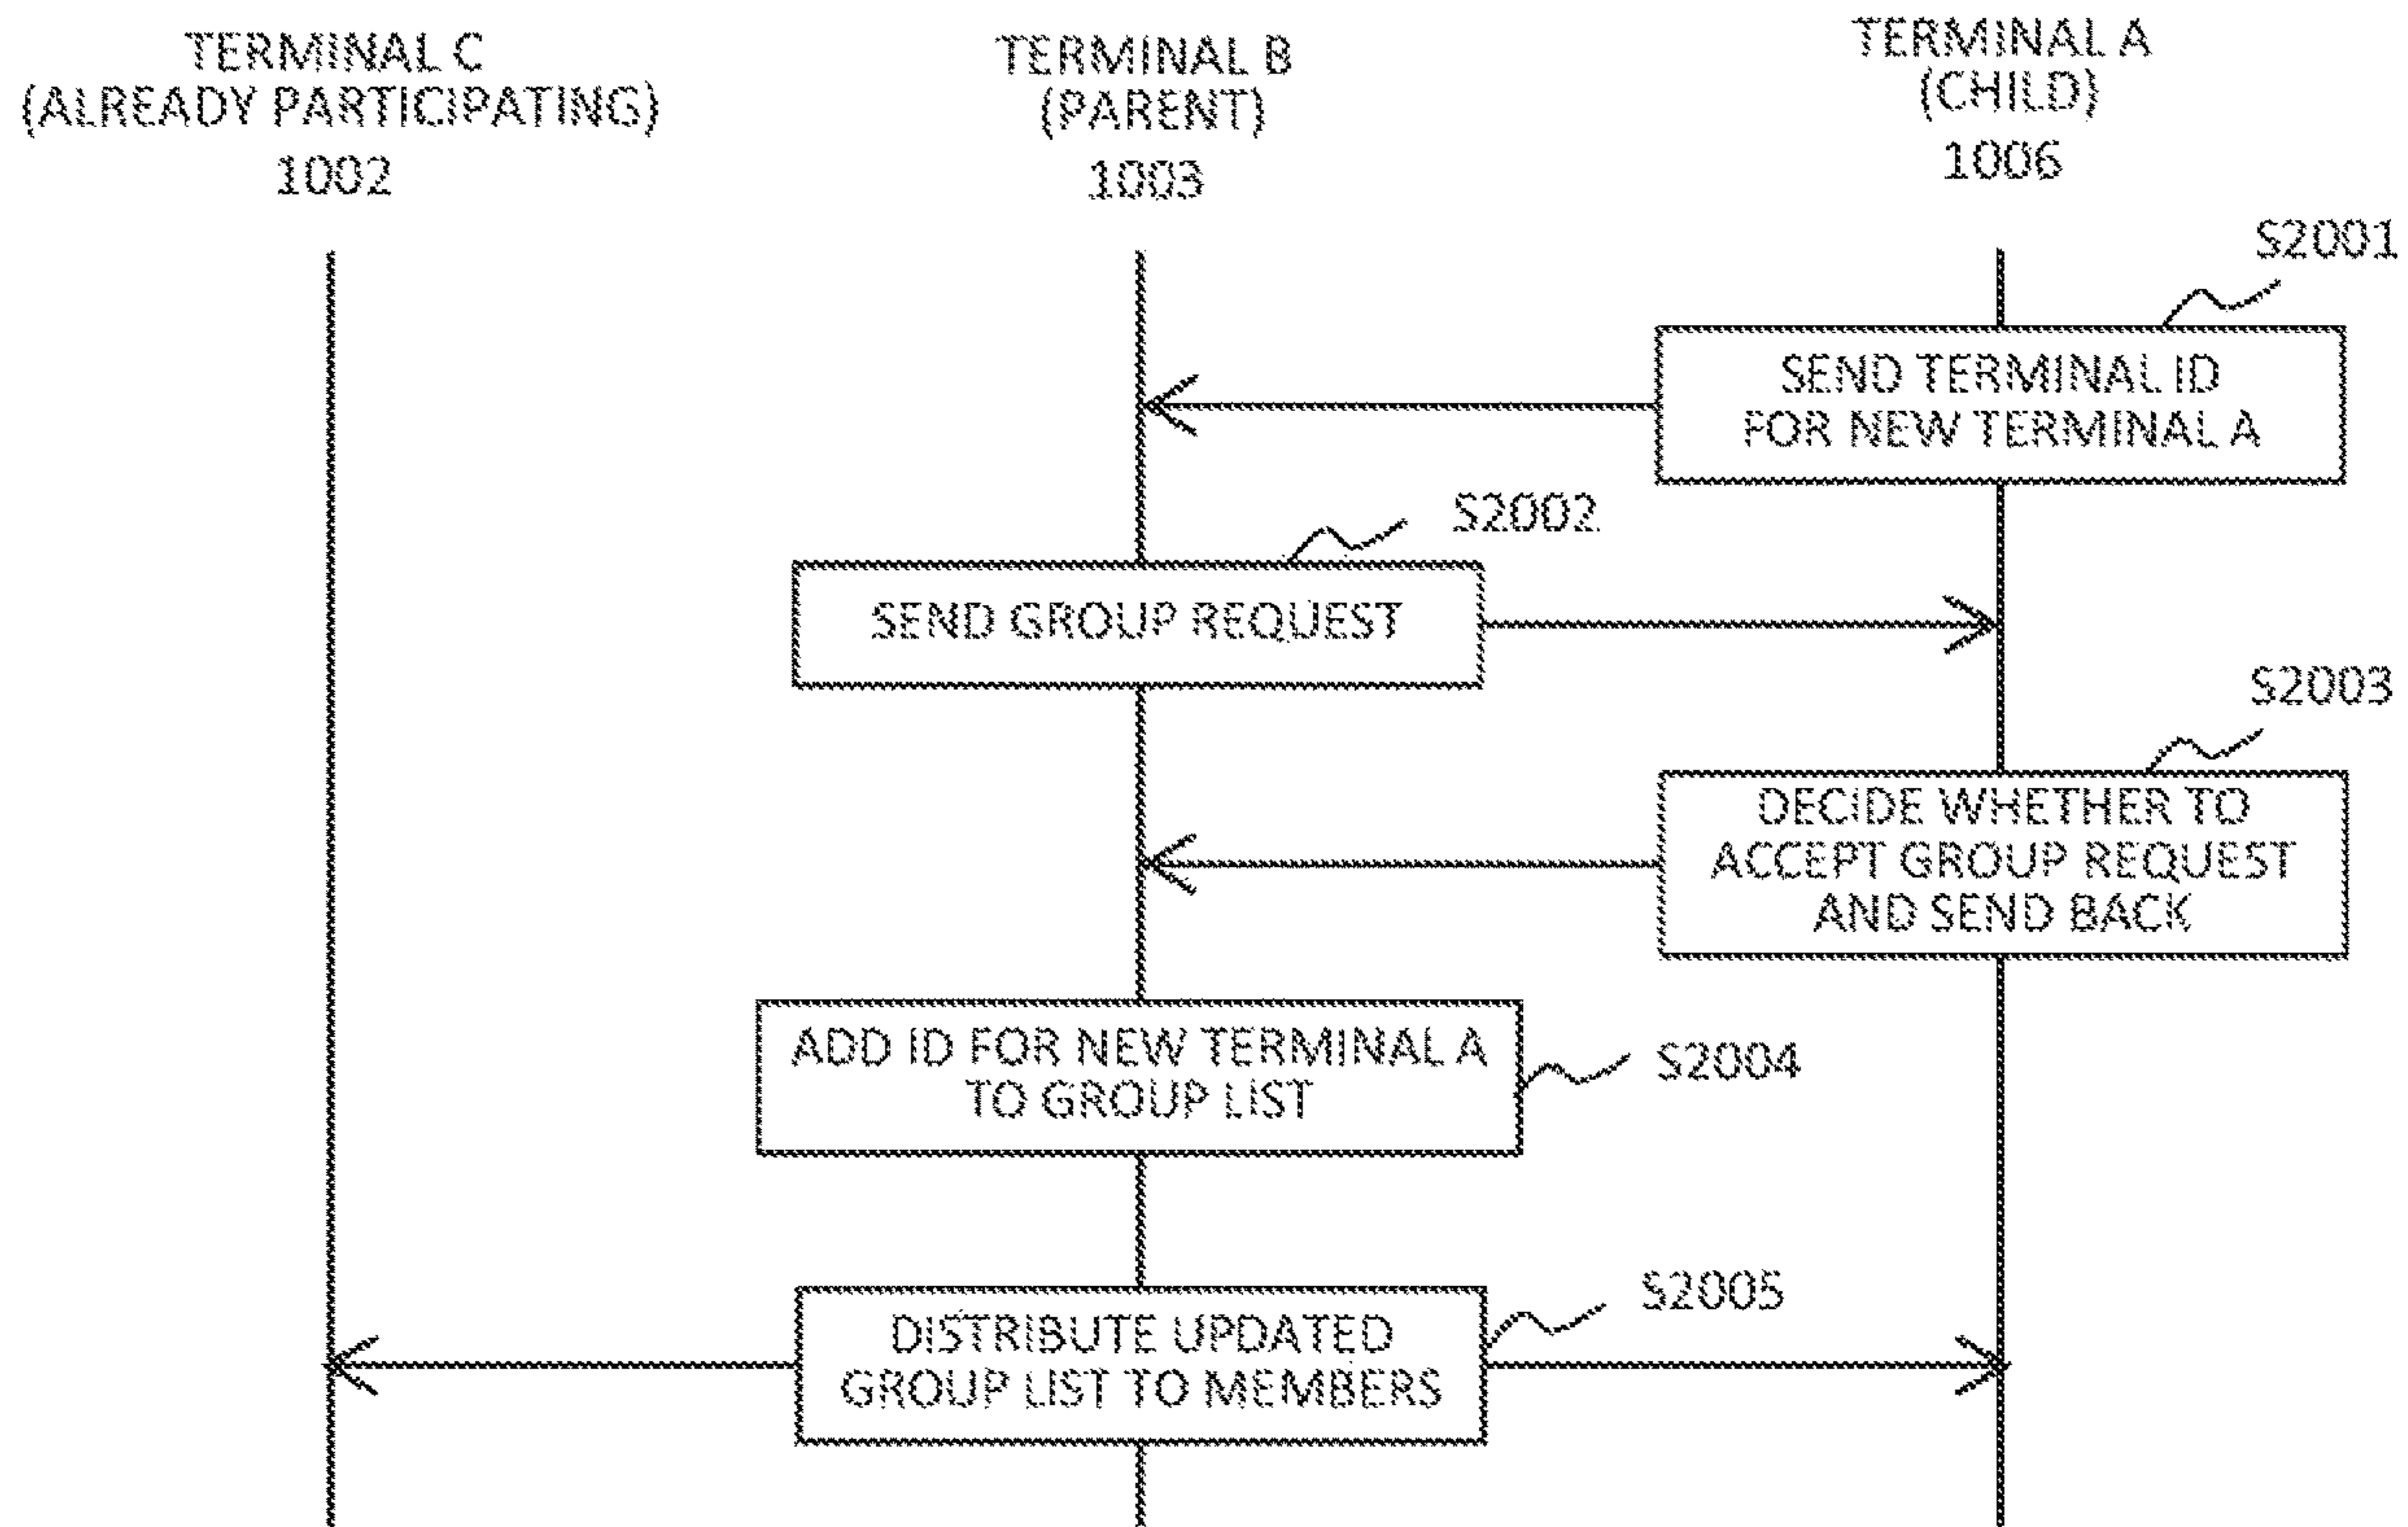 TERMINAL C
(ALREADY PARTICIPATING)
1002
TERMINAL B
(PARENT)
1003
TERMINAL A
(CHILD)
1006
S2001
SEND TERMINAL ID
FOR NEW TERMINAL A
S2002
SEND GROUP REQUEST
S2003
DECIDE WHETHER TO
ACCEPT GROUP REQUEST
AND SEND BACK
ADD ID FOR NEW TERMINAL A
TO GROUP LIST
S2004
S2005
DISTRIBUTE UPDATED
GROUP LIST TO MEMBERS